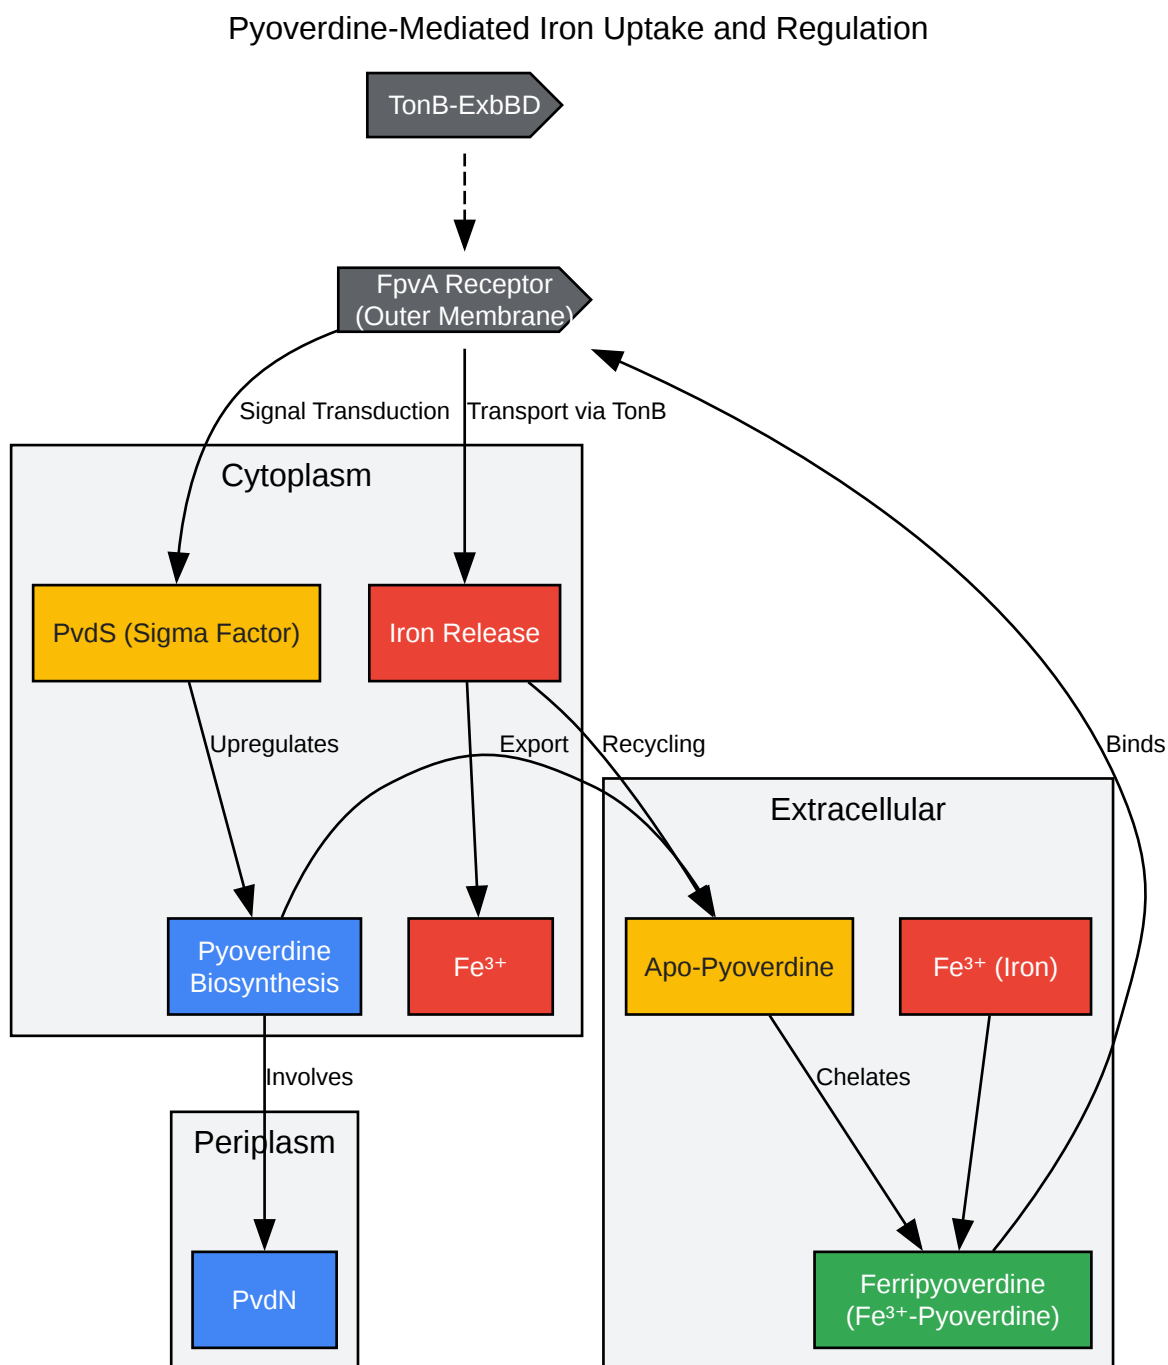 Pyoverdine-Mediated Iron Uptake and Regulation
TonB-ExbBD
FpvA Receptor
(Outer Membrane)
Signal Transduction
Transport via TonB
Cytoplasm
PvdS (Sigma Factor)
Iron Release
Upregulates
Export
Recycling
Binds
Extracellular
Pyoverdine
Biosynthesis
Fe³⁺
Apo-Pyoverdine
Fe³⁺ (Iron)
Involves
Chelates
Periplasm
PvdN
Ferripyoverdine
(Fe³⁺-Pyoverdine)